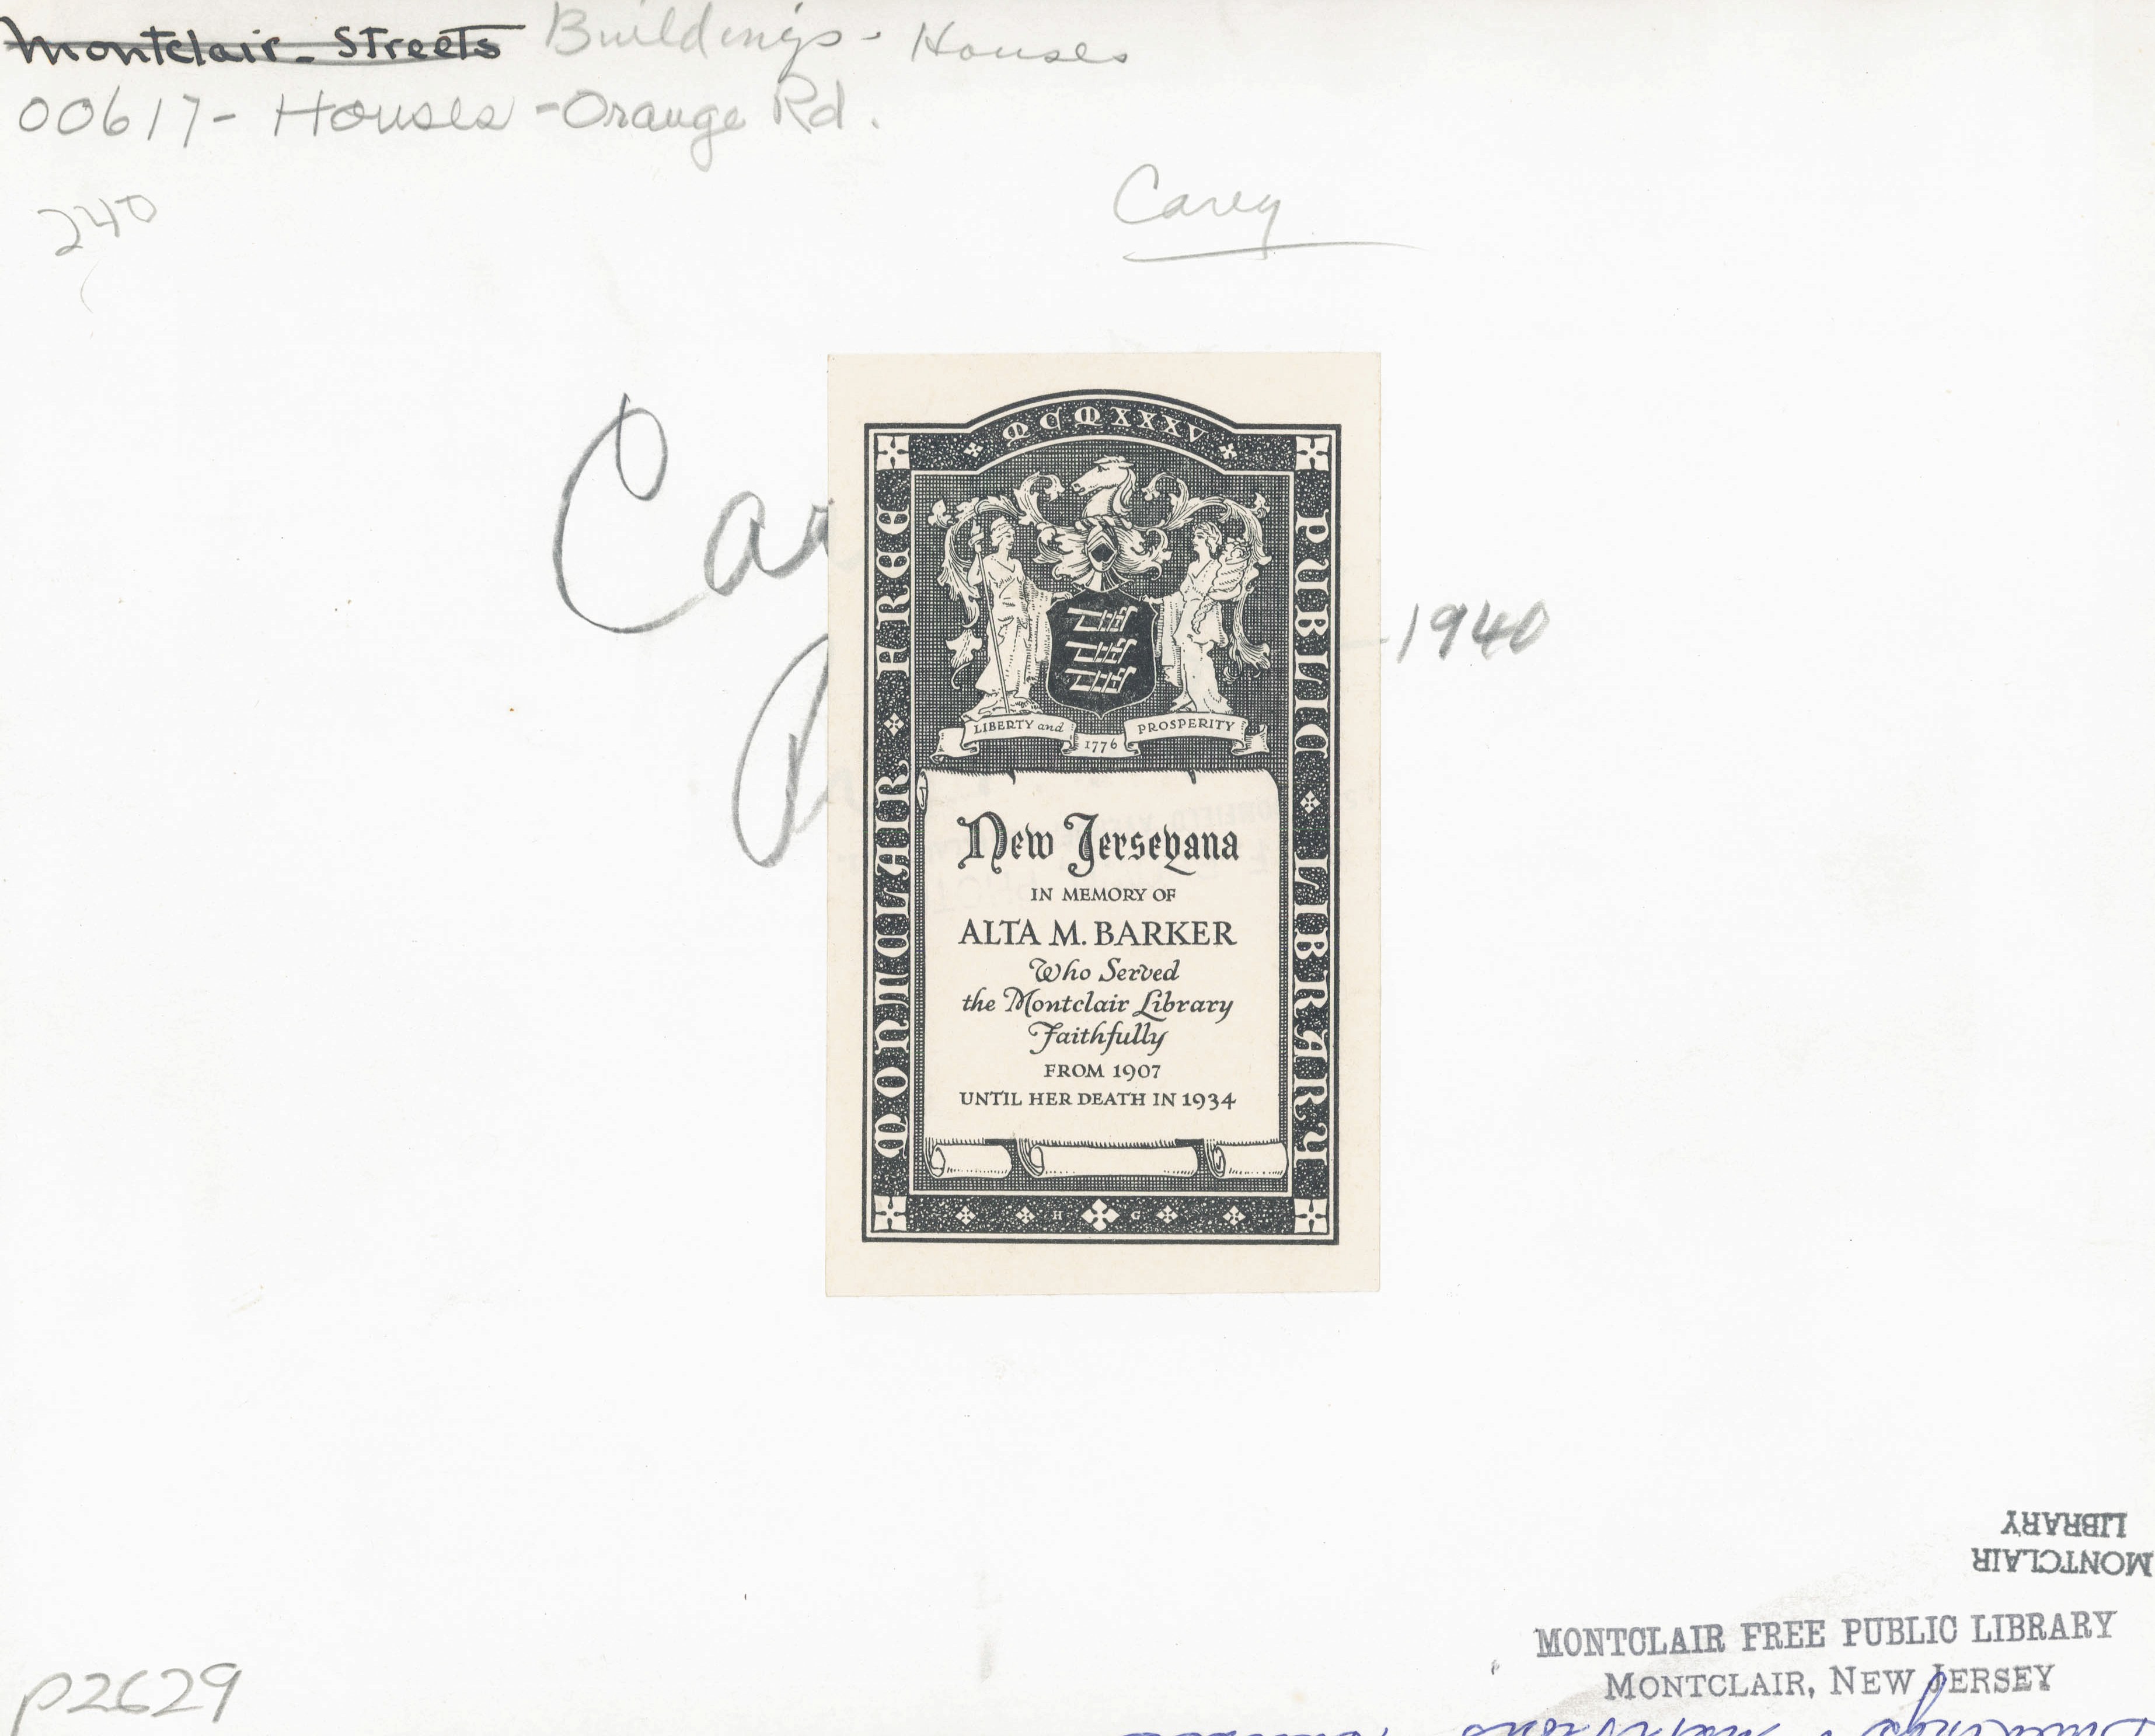 Montclair - Streets Buildings - Houses
00617 - Houses - Orange Rd.
240
Carey
Ca
-1940
MCMXXXV
MONTCLAIR FREE
PUBLIC LIBRARY
LIBERTY and
1776
PROSPERITY
New Jerseyana
IN MEMORY OF
ALTA M. BARKER
Who Served
the Montclair Library
Faithfully
FROM 1907
UNTIL HER DEATH IN 1934
H G
MONTCLAIR
LIBRARY
MONTCLAIR FREE PUBLIC LIBRARY
MONTCLAIR, NEW JERSEY
P2629